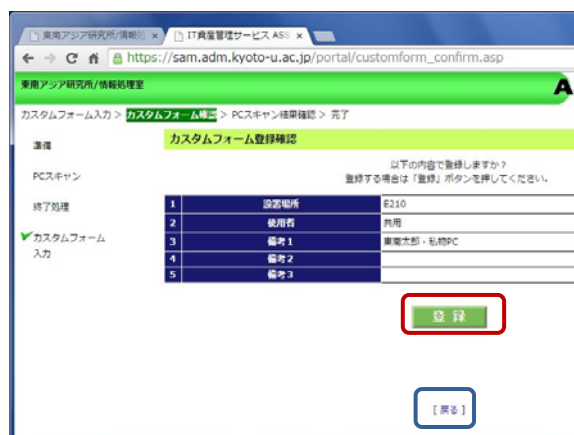 東南アジア研究所/情報処
IT資産管理サービス ASS
https://sam.adm.kyoto-u.ac.jp/portal/customform_confirm.asp
東南アジア研究所/情報処理室
A
カスタムフォーム入力 > カスタムフォーム確認 > PCスキャン結果確認 > 完了
準備
PCスキャン
終了処理
カスタムフォーム
入力
カスタムフォーム登録確認
以下の内容で登録しますか？
登録する場合は「登録」ボタンを押してください。
1 設置場所 E210
2 使用者 共用
3 備考1 東南太郎・私物PC
4 備考2
5 備考3
登 録
[ 戻る ]